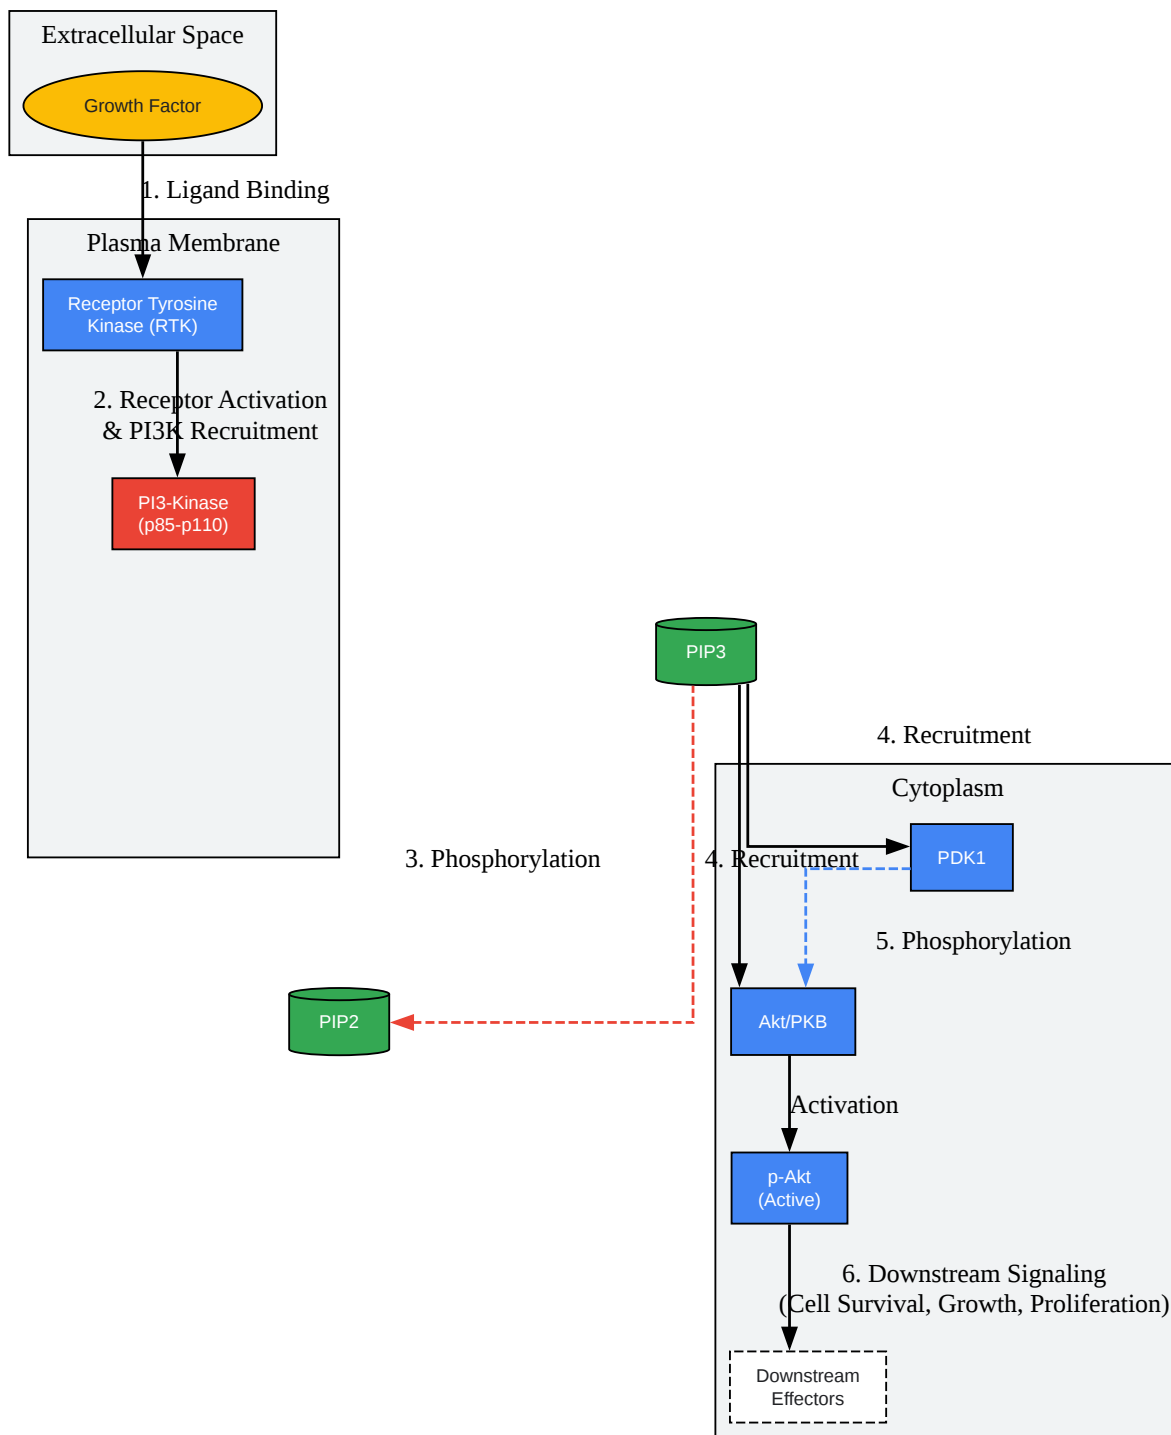 Extracellular Space
Growth Factor
1. Ligand Binding
Plasma Membrane
Receptor Tyrosine
Kinase (RTK)
2. Receptor Activation
& PI3K Recruitment
PI3-Kinase
(p85-p110)
PIP3
4. Recruitment
Cytoplasm
PDK1
3. Phosphorylation
4. Recruitment
5. Phosphorylation
PIP2
Akt/PKB
Activation
p-Akt
(Active)
6. Downstream Signaling
(Cell Survival, Growth, Proliferation)
Downstream
Effectors